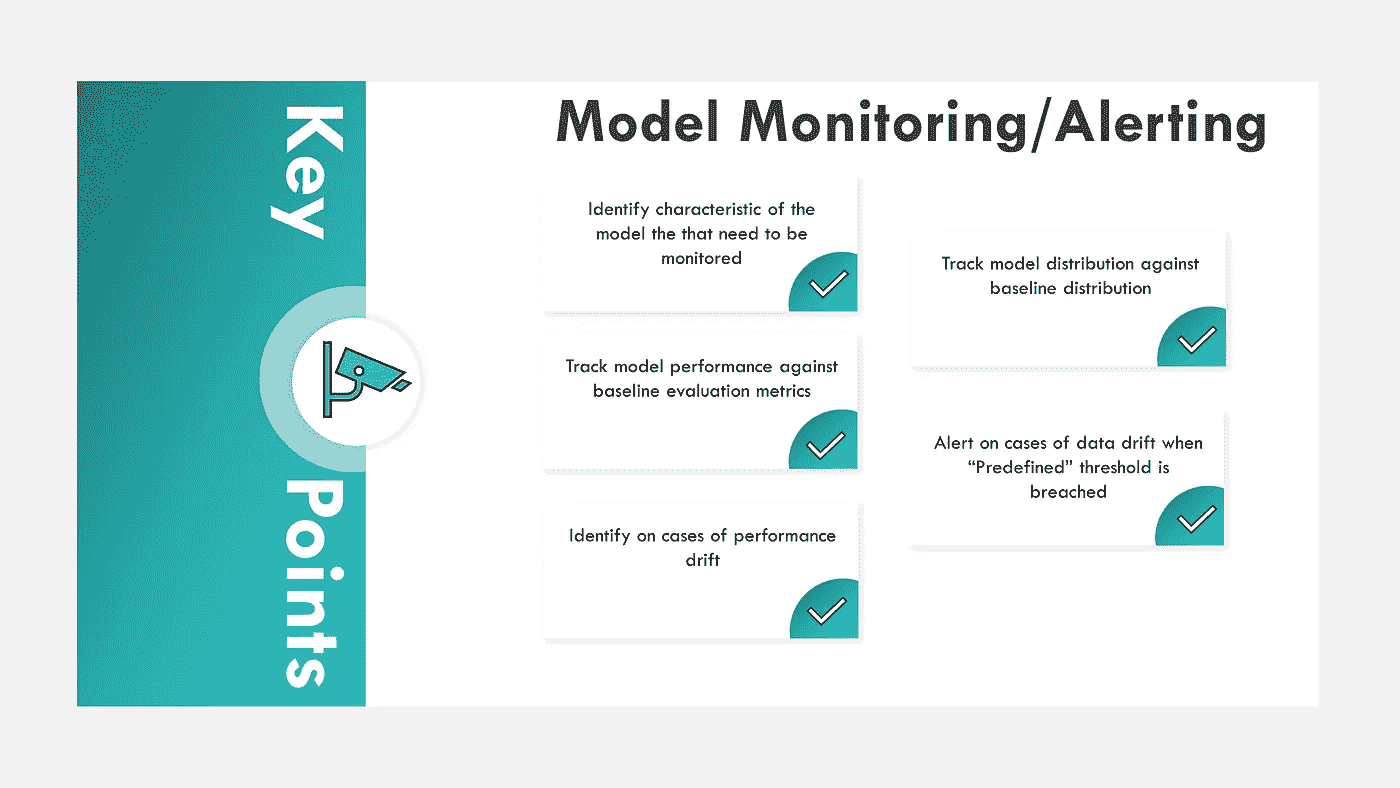 Key
Points
Model Monitoring/Alerting
Identify characteristic of the
model the that need to be
monitored
Track model performance against
baseline evaluation metrics
Identify on cases of performance
drift
Track model distribution against
baseline distribution
Alert on cases of data drift when
“Predefined” threshold is
breached